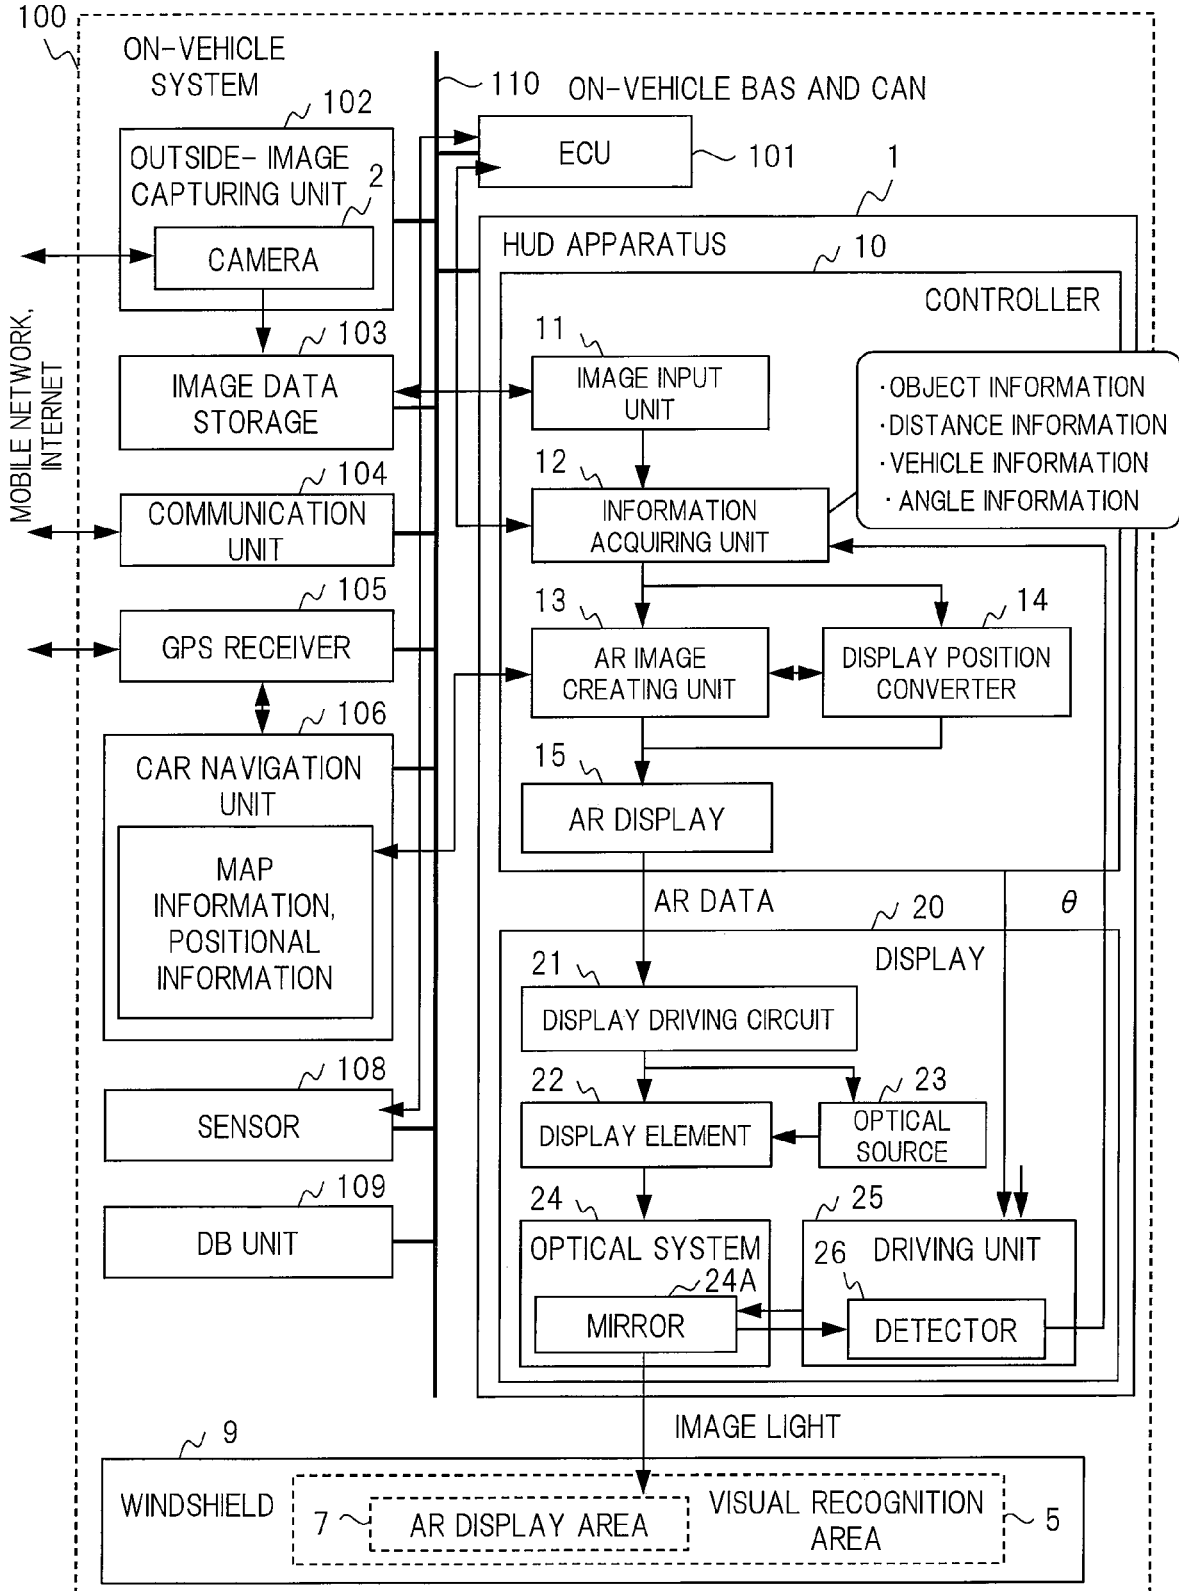 100
ON-VEHICLE
SYSTEM
110
ON-VEHICLE BAS AND CAN
102
OUTSIDE- IMAGE
CAPTURING UNIT
2
CAMERA
ECU
101
1
HUD APPARATUS
10
CONTROLLER
MOBILE NETWORK,
INTERNET
103
IMAGE DATA
STORAGE
11
IMAGE INPUT
UNIT
·OBJECT INFORMATION
·DISTANCE INFORMATION
·VEHICLE INFORMATION
·ANGLE INFORMATION
104
COMMUNICATION
UNIT
12
INFORMATION
ACQUIRING UNIT
105
GPS RECEIVER
13
AR IMAGE
CREATING UNIT
14
DISPLAY POSITION
CONVERTER
106
CAR NAVIGATION
UNIT
MAP
INFORMATION,
POSITIONAL
INFORMATION
15
AR DISPLAY
AR DATA
θ
20
DISPLAY
21
DISPLAY DRIVING CIRCUIT
108
SENSOR
22
DISPLAY ELEMENT
23
OPTICAL
SOURCE
109
DB UNIT
24
OPTICAL SYSTEM
24A
MIRROR
25
DRIVING UNIT
26
DETECTOR
IMAGE LIGHT
9
WINDSHIELD
7
AR DISPLAY AREA
VISUAL RECOGNITION
AREA
5